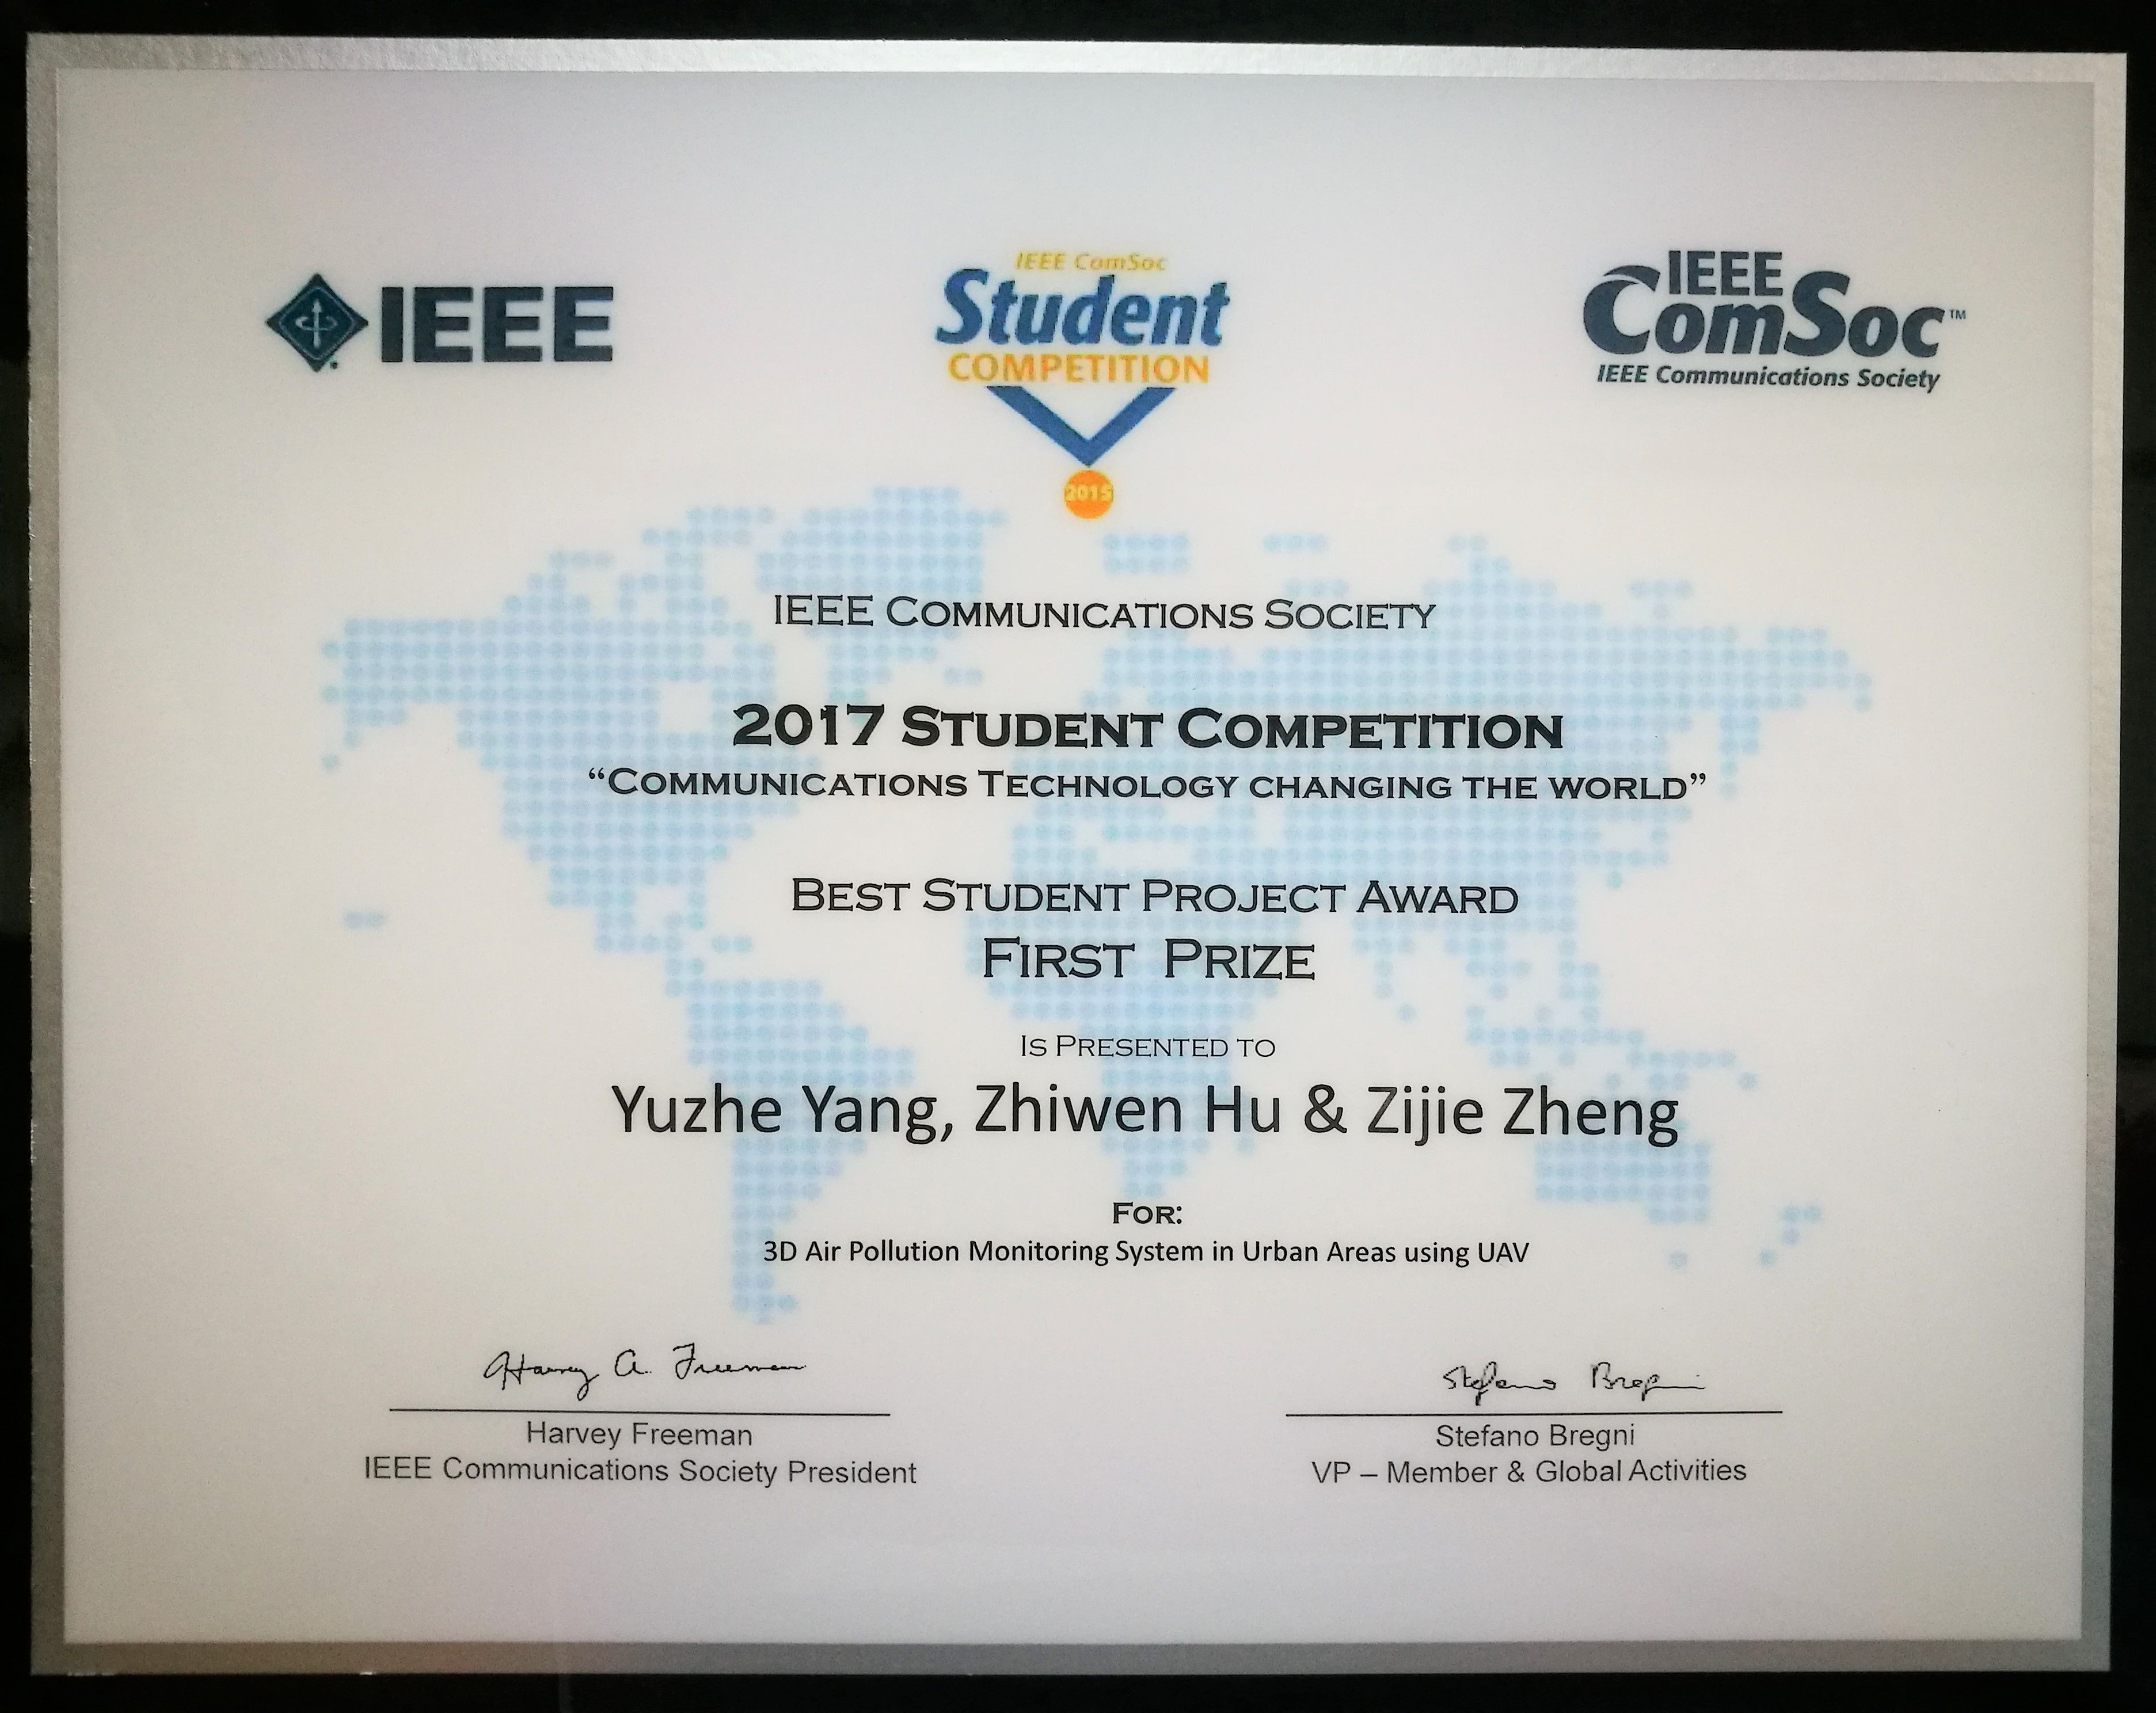 IEEE
IEEE ComSoc
Student
COMPETITION
2015
IEEE
ComSoc™
IEEE Communications Society
IEEE COMMUNICATIONS SOCIETY
2017 STUDENT COMPETITION
“COMMUNICATIONS TECHNOLOGY CHANGING THE WORLD”
BEST STUDENT PROJECT AWARD
FIRST PRIZE
IS PRESENTED TO
Yuzhe Yang, Zhiwen Hu & Zijie Zheng
FOR:
3D Air Pollution Monitoring System in Urban Areas using UAV
Harvey A. Freeman
Harvey Freeman
IEEE Communications Society President
Stefano Bregni
Stefano Bregni
VP – Member & Global Activities